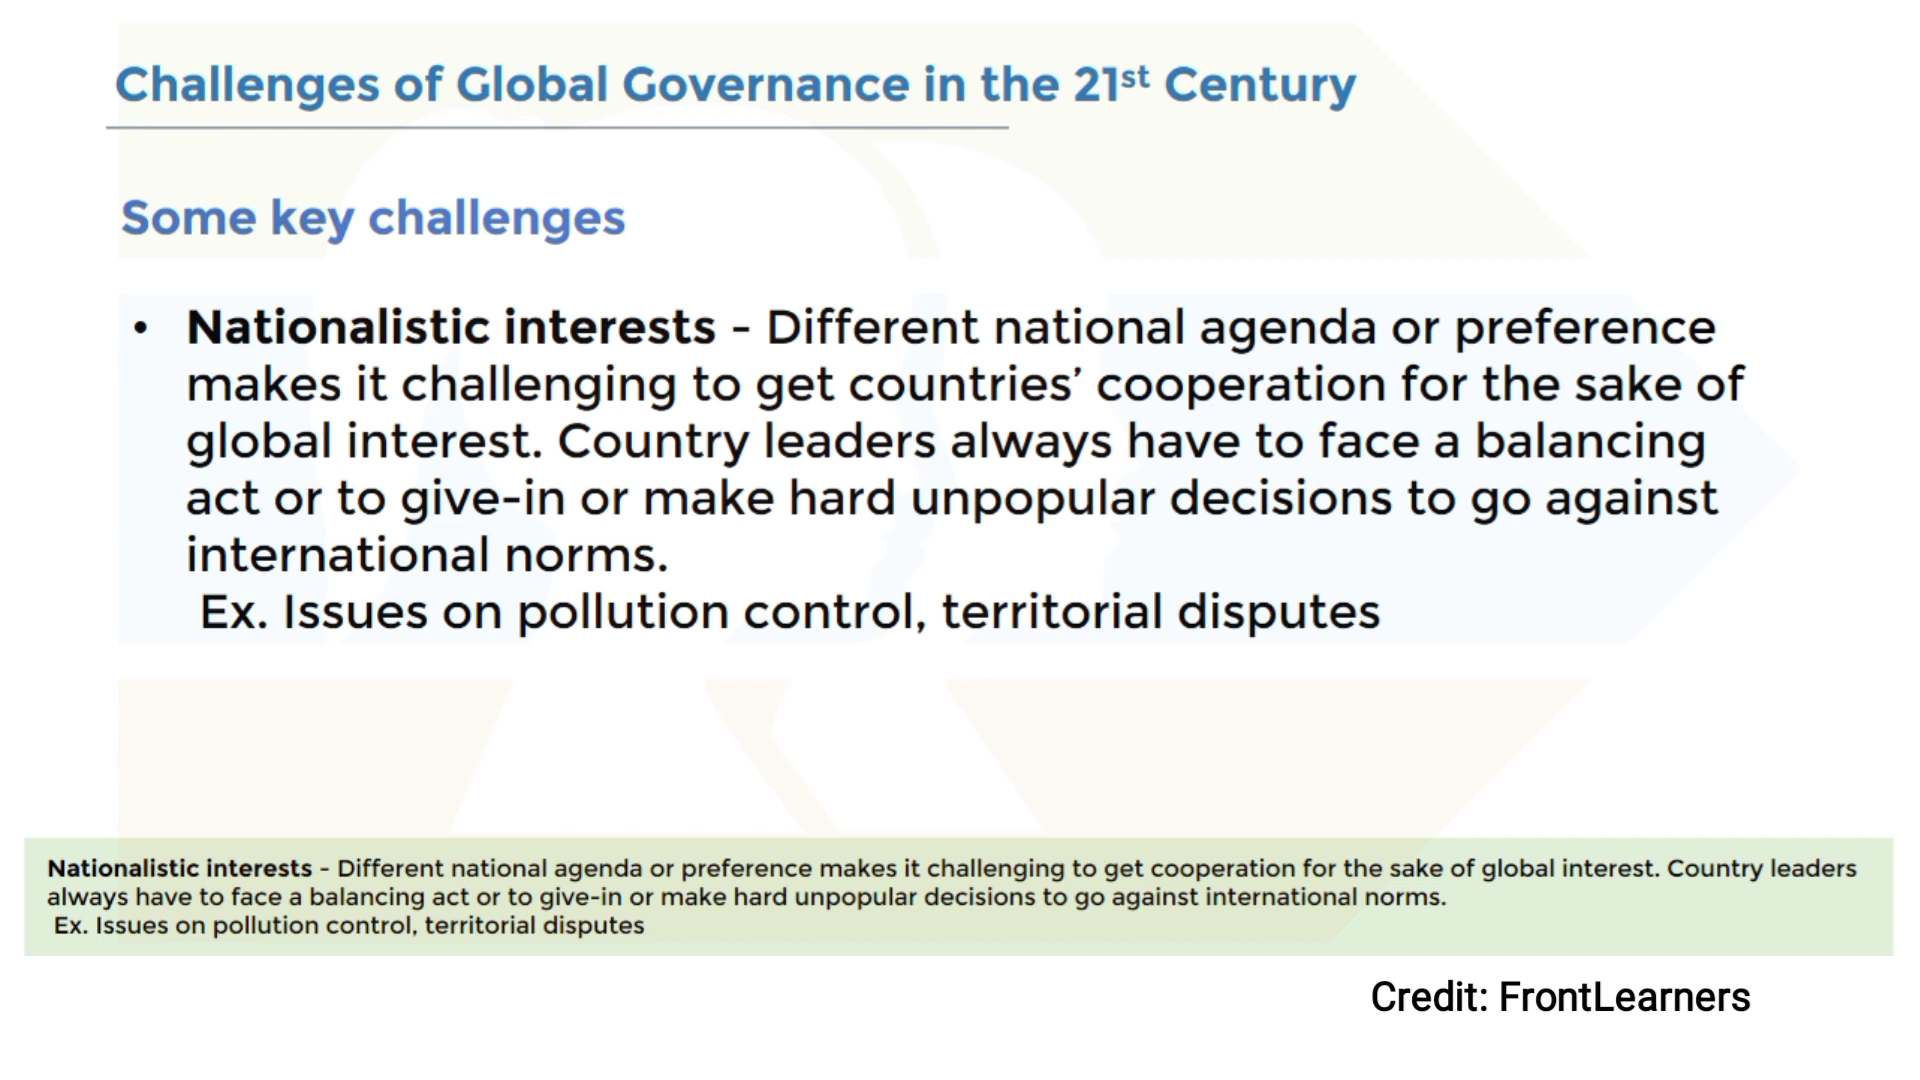 Challenges of Global Governance in the 21st Century
Some key challenges
• Nationalistic interests - Different national agenda or preference
makes it challenging to get countries’ cooperation for the sake of
global interest. Country leaders always have to face a balancing
act or to give-in or make hard unpopular decisions to go against
international norms.
Ex. Issues on pollution control, territorial disputes
Nationalistic interests - Different national agenda or preference makes it challenging to get cooperation for the sake of global interest. Country leaders
always have to face a balancing act or to give-in or make hard unpopular decisions to go against international norms.
Ex. Issues on pollution control, territorial disputes
Credit: FrontLearners